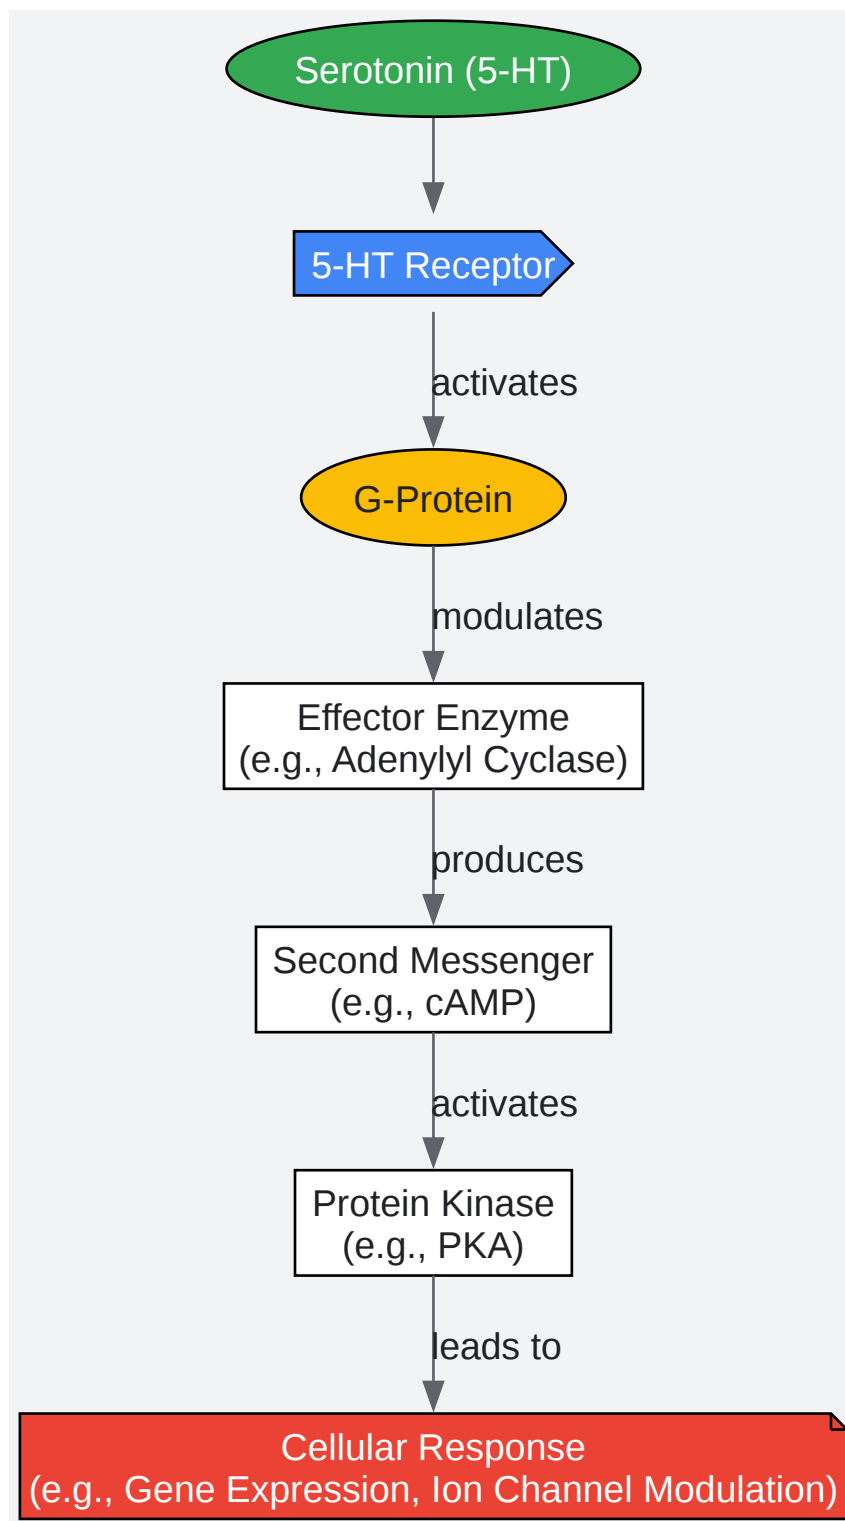 Serotonin (5-HT)
5-HT Receptor
activates
G-Protein
modulates
Effector Enzyme
(e.g., Adenylyl Cyclase)
produces
Second Messenger
(e.g., cAMP)
activates
Protein Kinase
(e.g., PKA)
leads to
Cellular Response
(e.g., Gene Expression, Ion Channel Modulation)